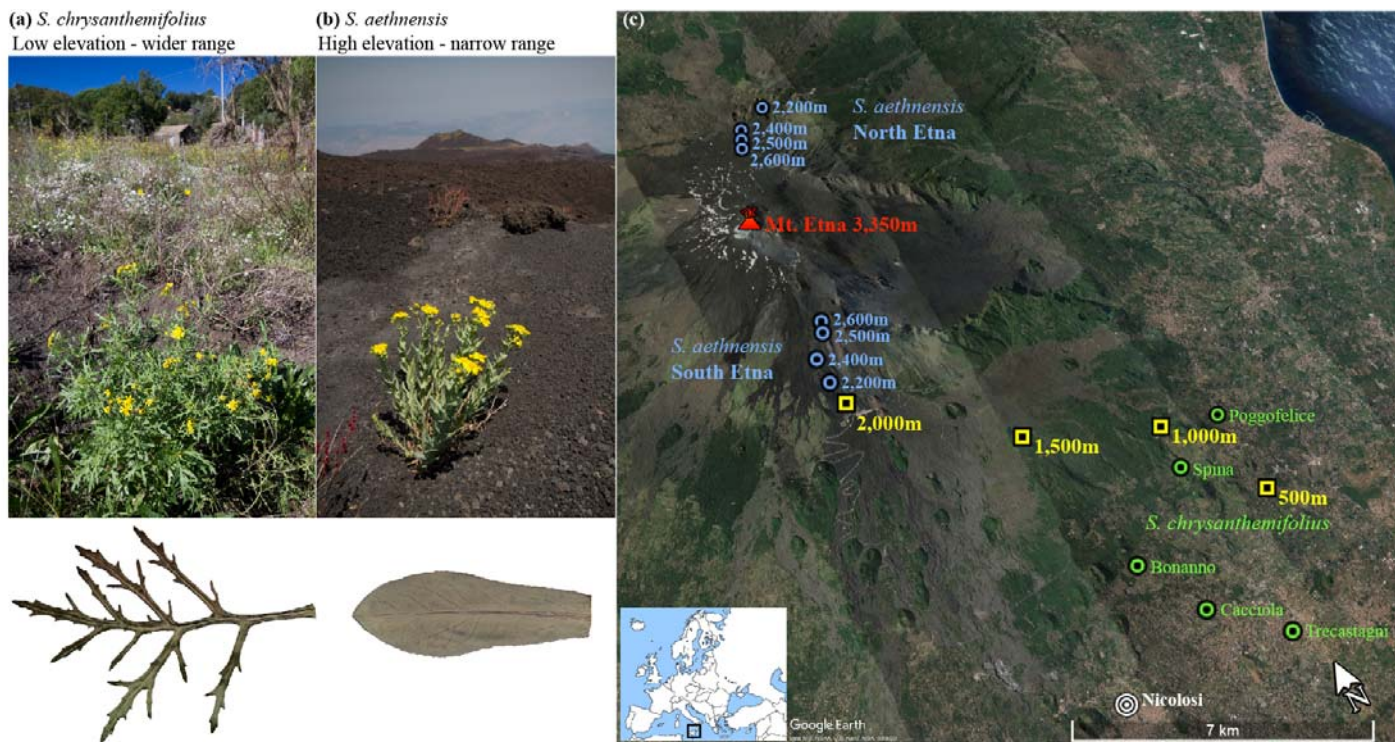 (a) S. chrysanthemifolius
Low elevation - wider range
(b) S. aethnensis
High elevation - narrow range
(c)
2,200m
S. aethnensis
North Etna
2,400m
2,500m
2,600m
Mt. Etna 3,350m
2,600m
2,500m
S. aethnensis
South Etna
2,400m
2,200m
2,000m
1,500m
1,000m
Poggofelice
Spina
500m
S. chrysanthemifolius
Bonanno
Cacciola
Trecastagni
N
Nicolosi
7 km
Google Earth